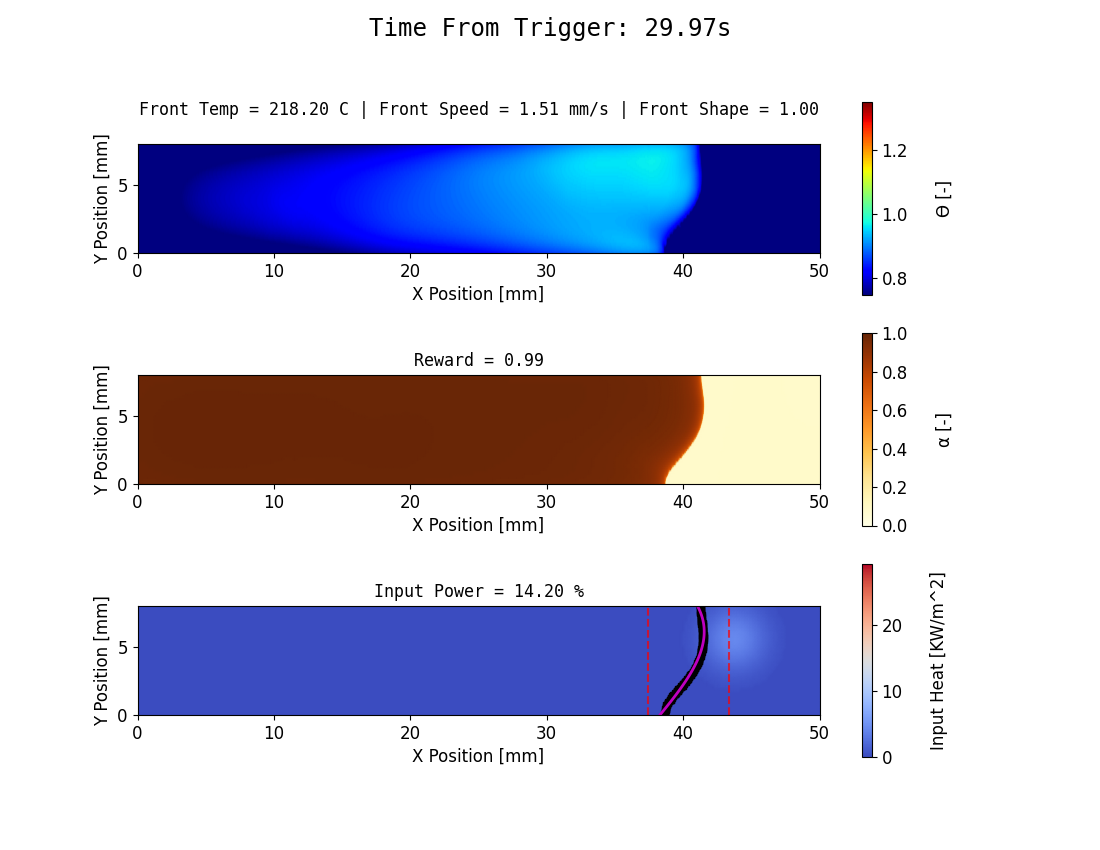 Time From Trigger: 29.97s
Front Temp = 218.20 C | Front Speed = 1.51 mm/s | Front Shape = 1.00
Y Position [mm]
5
0
0 10 20 30 40 50
X Position [mm]
1.2
1.0
0.8
Θ [-]
Reward = 0.99
Y Position [mm]
5
0
0 10 20 30 40 50
X Position [mm]
1.0
0.8
0.6
0.4
0.2
0.0
α [-]
Input Power = 14.20 %
Y Position [mm]
5
0
0 10 20 30 40 50
X Position [mm]
20
10
0
Input Heat [KW/m^2]